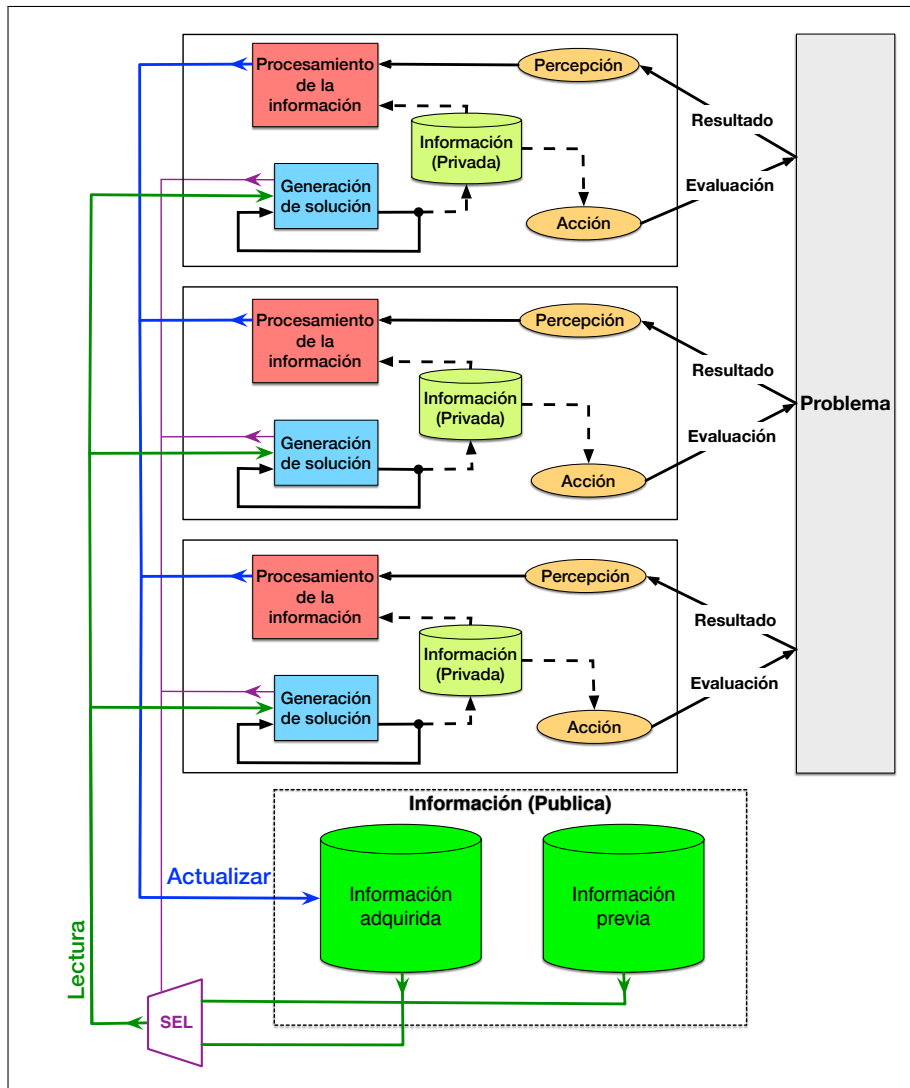 Procesamiento
de la
información
Percepción
Resultado
Información
(Privada)
Evaluación
Generación
de solución
Acción
Procesamiento
de la
información
Percepción
Resultado
Información
(Privada)
Problema
Evaluación
Generación
de solución
Acción
Procesamiento
de la
información
Percepción
Resultado
Información
(Privada)
Evaluación
Generación
de solución
Acción
Información (Publica)
Actualizar
Información
adquirida
Información
previa
Lectura
SEL